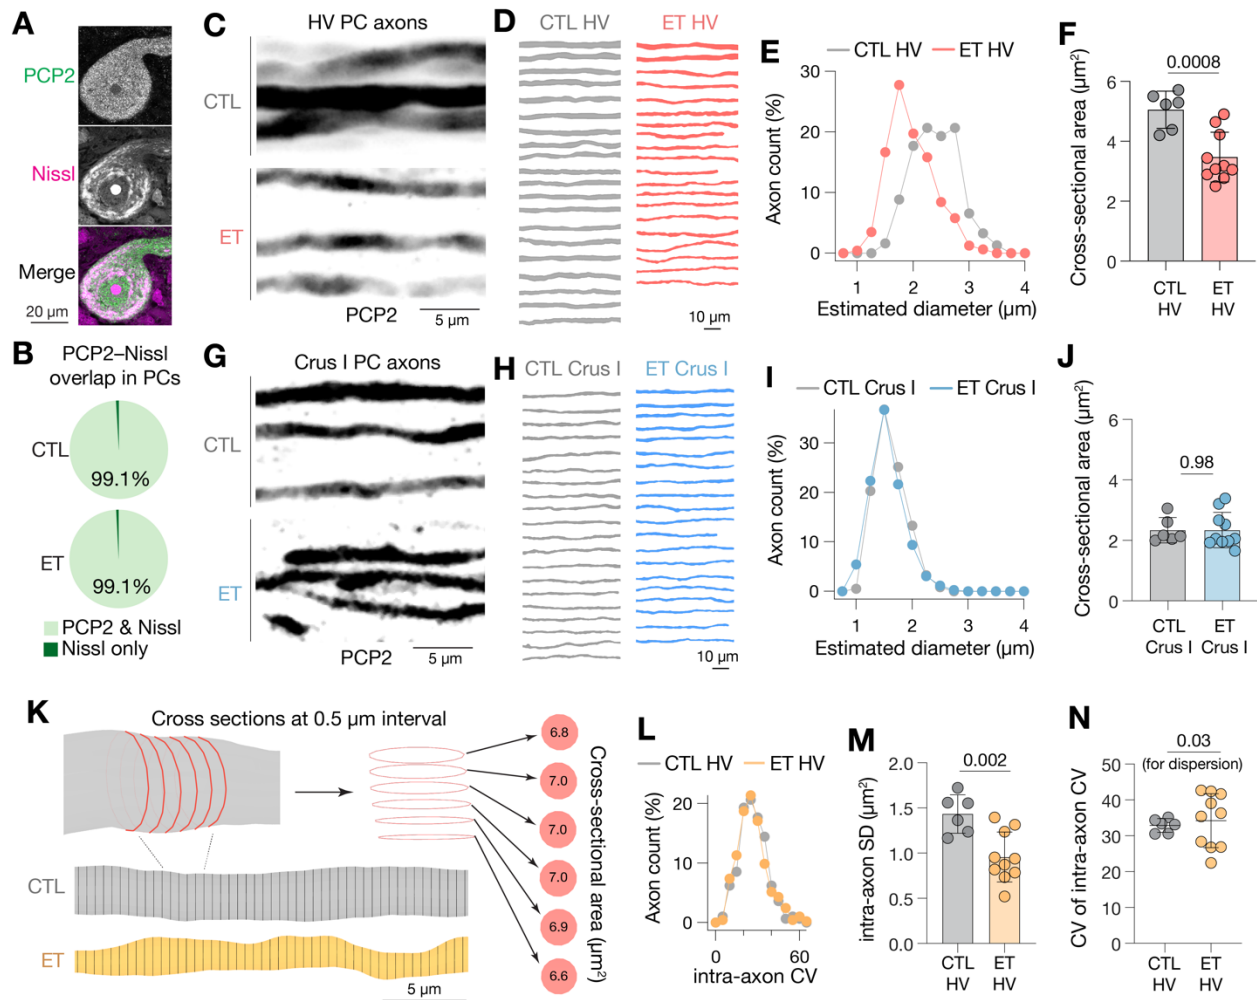 A
PCP2
Nissl
Merge
20 µm
B
PCP2–Nissl
overlap in PCs
CTL
99.1%
ET
99.1%
PCP2 & Nissl
Nissl only
C
HV PC axons
CTL
ET
PCP2
5 µm
D
CTL HV
ET HV
10 µm
E
CTL HV
ET HV
Axon count (%)
30
20
10
0
1
2
3
4
Estimated diameter (µm)
F
Cross-sectional area (µm²)
0.0008
6
4
2
0
CTL
HV
ET
HV
G
Crus I PC axons
CTL
ET
PCP2
5 µm
H
CTL Crus I
ET Crus I
10 µm
I
CTL Crus I
ET Crus I
Axon count (%)
30
20
10
0
1
2
3
4
Estimated diameter (µm)
J
Cross-sectional area (µm²)
0.98
6
4
2
0
CTL
Crus I
ET
Crus I
K
Cross sections at 0.5 µm interval
6.8
7.0
7.0
7.0
6.9
6.6
Cross-sectional area (µm²)
CTL
ET
5 µm
L
CTL HV
ET HV
Axon count (%)
20
10
0
0
60
intra-axon CV
M
intra-axon SD (µm²)
0.002
2.0
1.5
1.0
0.5
0.0
CTL
HV
ET
HV
N
CV of intra-axon CV
0.03
(for dispersion)
50
40
30
20
10
0
CTL
HV
ET
HV